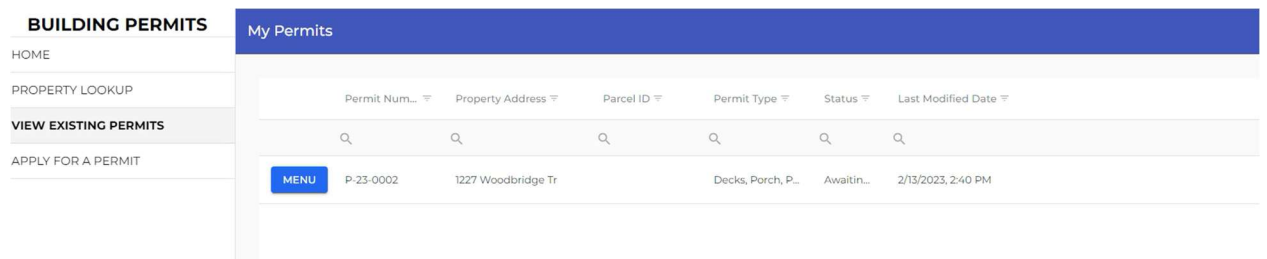 BUILDING PERMITS
HOME
PROPERTY LOOKUP
VIEW EXISTING PERMITS
APPLY FOR A PERMIT
My Permits
Permit Num... Property Address Parcel ID Permit Type Status Last Modified Date
MENU P-23-0002 1227 Woodbridge Tr Decks, Porch, P... Awaitin... 2/13/2023, 2:40 PM